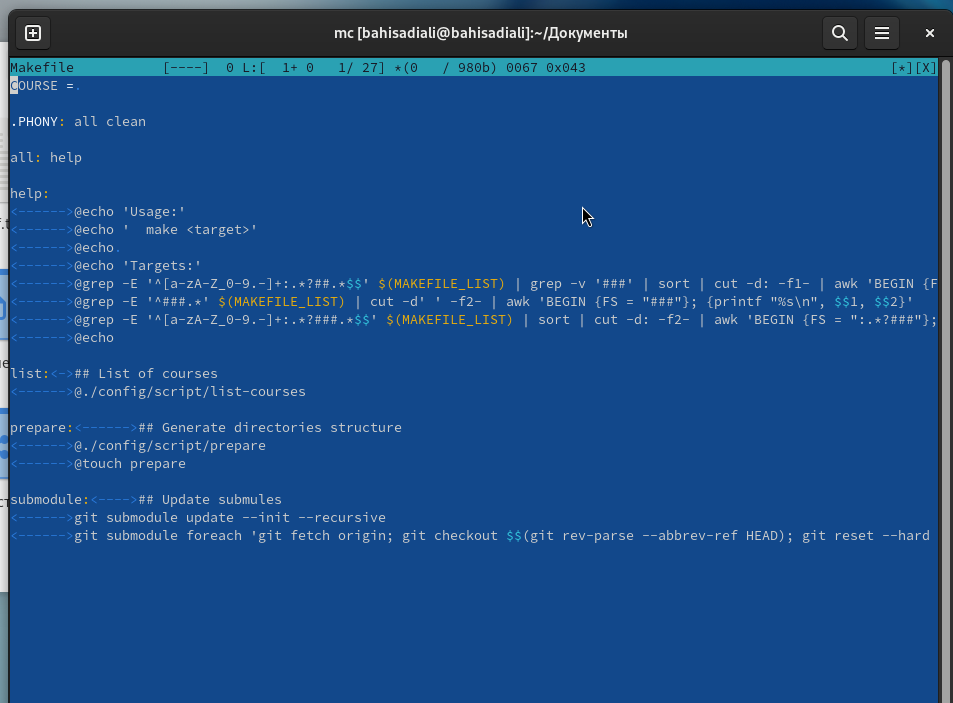 mc [bahisadiali@bahisadiali]:~/Документы
Makefile [----] 0 L:[ 1+ 0 1/ 27] *(0 / 980b) 0067 0x043 [*][X]
COURSE =.
.PHONY: all clean
all: help
help:
<------>@echo 'Usage:'
<------>@echo '  make <target>'
<------>@echo.
<------>@echo 'Targets:'
<------>@grep -E '^[a-zA-Z_0-9.-]+:.*?##.*$$' $(MAKEFILE_LIST) | grep -v '###' | sort | cut -d: -f1- | awk 'BEGIN {F
<------>@grep -E '^###.*' $(MAKEFILE_LIST) | cut -d' ' -f2- | awk 'BEGIN {FS = "###"}; {printf "%s\n", $$1, $$2}'
<------>@grep -E '^[a-zA-Z_0-9.-]+:.*?###.*$$' $(MAKEFILE_LIST) | sort | cut -d: -f2- | awk 'BEGIN {FS = ":.*?###"};
<------>@echo
list:<->## List of courses
<------>@./config/script/list-courses
prepare:<------>## Generate directories structure
<------>@./config/script/prepare
<------>@touch prepare
submodule:<---->## Update submules
<------>git submodule update --init --recursive
<------>git submodule foreach 'git fetch origin; git checkout $$(git rev-parse --abbrev-ref HEAD); git reset --hard